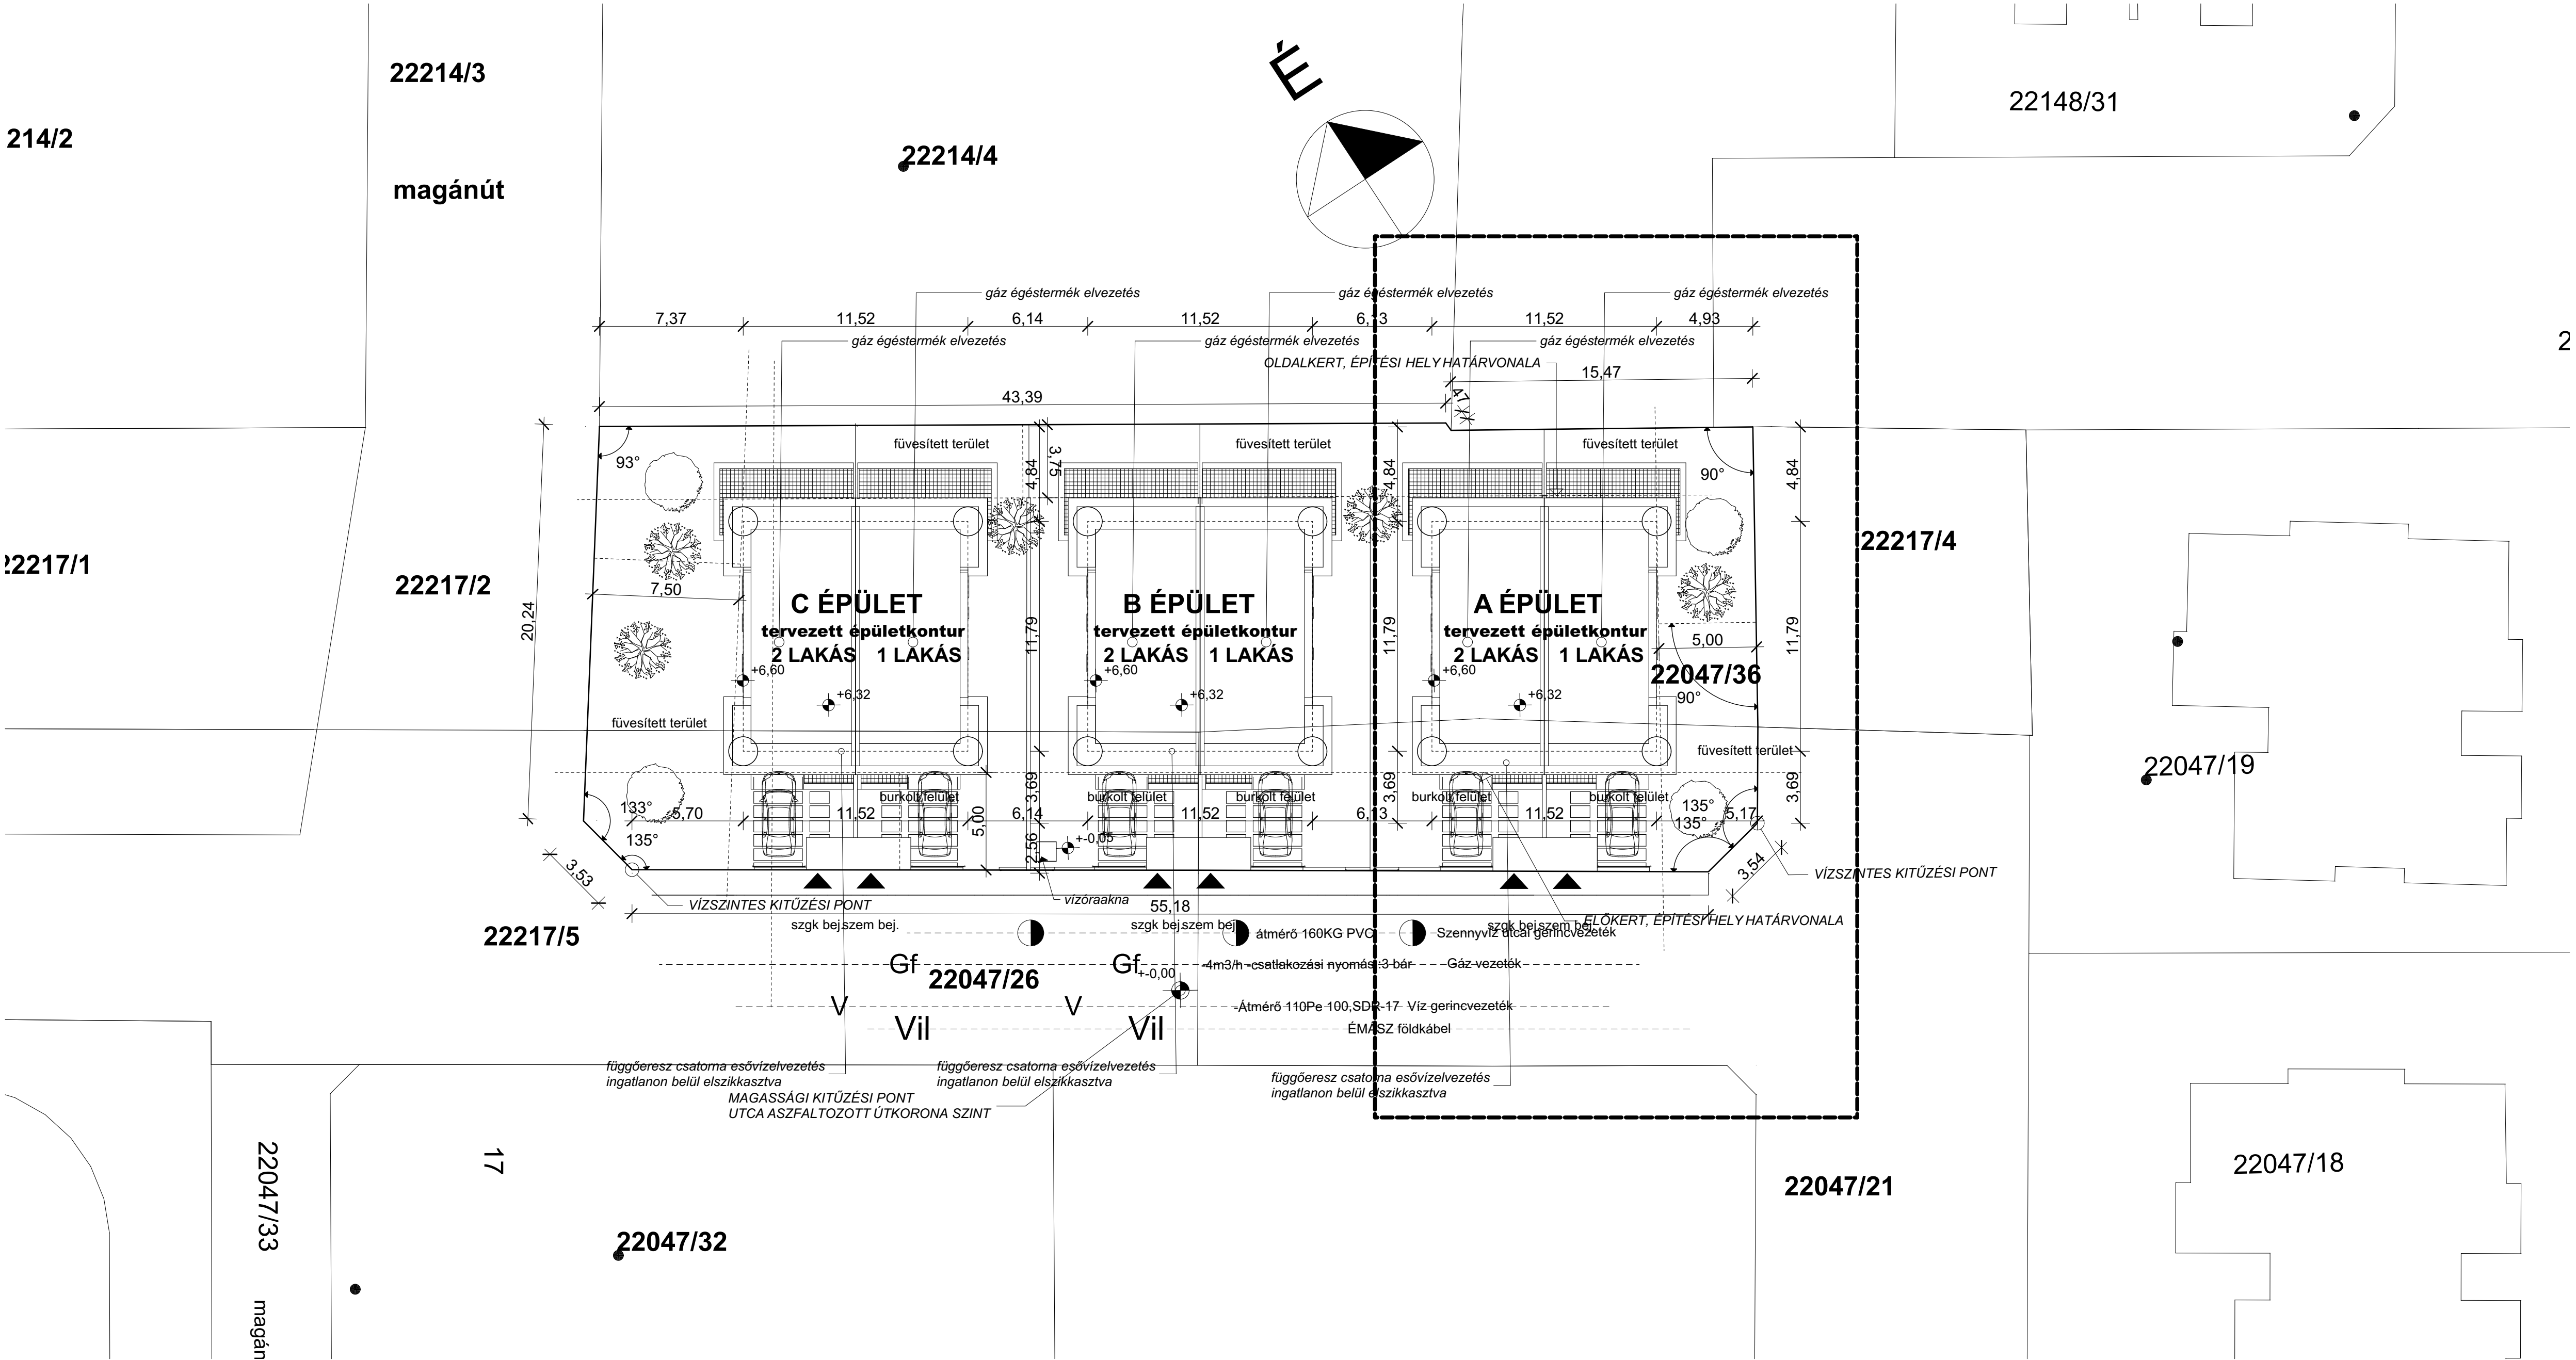 22214/3
22148/31
214/2
22214/4
magánút
É
gáz égéstermék elvezetés
gáz égéstermék elvezetés
gáz égéstermék elvezetés
7,37
11,52
6,14
11,52
6,13
11,52
4,93
gáz égéstermék elvezetés
gáz égéstermék elvezetés
gáz égéstermék elvezetés
2
OLDALKERT, ÉPÍTÉSI HELY HATÁRVONALA
15,47
43,39
47
füvesített terület
füvesített terület
füvesített terület
93°
4,84
3,75
4,84
90°
4,84
22217/1
22217/2
22217/4
7,50
20,24
C ÉPÜLET
tervezett épületkontur
2 LAKÁS 1 LAKÁS
+6,60
+6,32
11,79
B ÉPÜLET
tervezett épületkontur
2 LAKÁS 1 LAKÁS
+6,60
+6,32
11,79
A ÉPÜLET
tervezett épületkontur
2 LAKÁS 1 LAKÁS
+6,60
+6,32
5,00
11,79
22047/36
90°
füvesített terület
füvesített terület
22047/19
burkolt felület
burkolt felület
burkolt felület
burkolt felület
burkolt felület
3,69
3,69
3,69
133°
5,70
11,52
6,14
11,52
6,13
11,52
135°
135°
5,17
135°
5,00
2,56
+-0,05
3,53
3,54
VÍZSZINTES KITŰZÉSI PONT
VÍZSZINTES KITŰZÉSI PONT
vízóraakna
55,18
szgk bej.
szem bej.
szgk bej.
szem bej.
szgk bej.
szem bej.
ELŐKERT, ÉPÍTÉSI HELY HATÁRVONALA
22217/5
átmérő 160KG PVC
Szennyvíz utcai gerincvezeték
Gf
22047/26
Gf
+-0,00
-4m3/h -csatlakozási nyomás :3 bár
Gáz vezeték
V
V
-Átmérő 110Pe 100,SDR-17 Víz gerincvezeték
Vil
Vil
ÉMÁSZ földkábel
függőeresz csatorna esővízelvezetés
ingatlanon belül elszikkasztva
függőeresz csatorna esővízelvezetés
ingatlanon belül elszikkasztva
függőeresz csatorna esővízelvezetés
ingatlanon belül elszikkasztva
MAGASSÁGI KITŰZÉSI PONT
UTCA ASZFALTOZOTT ÚTKORONA SZINT
22047/33
magán
17
22047/32
22047/21
22047/18